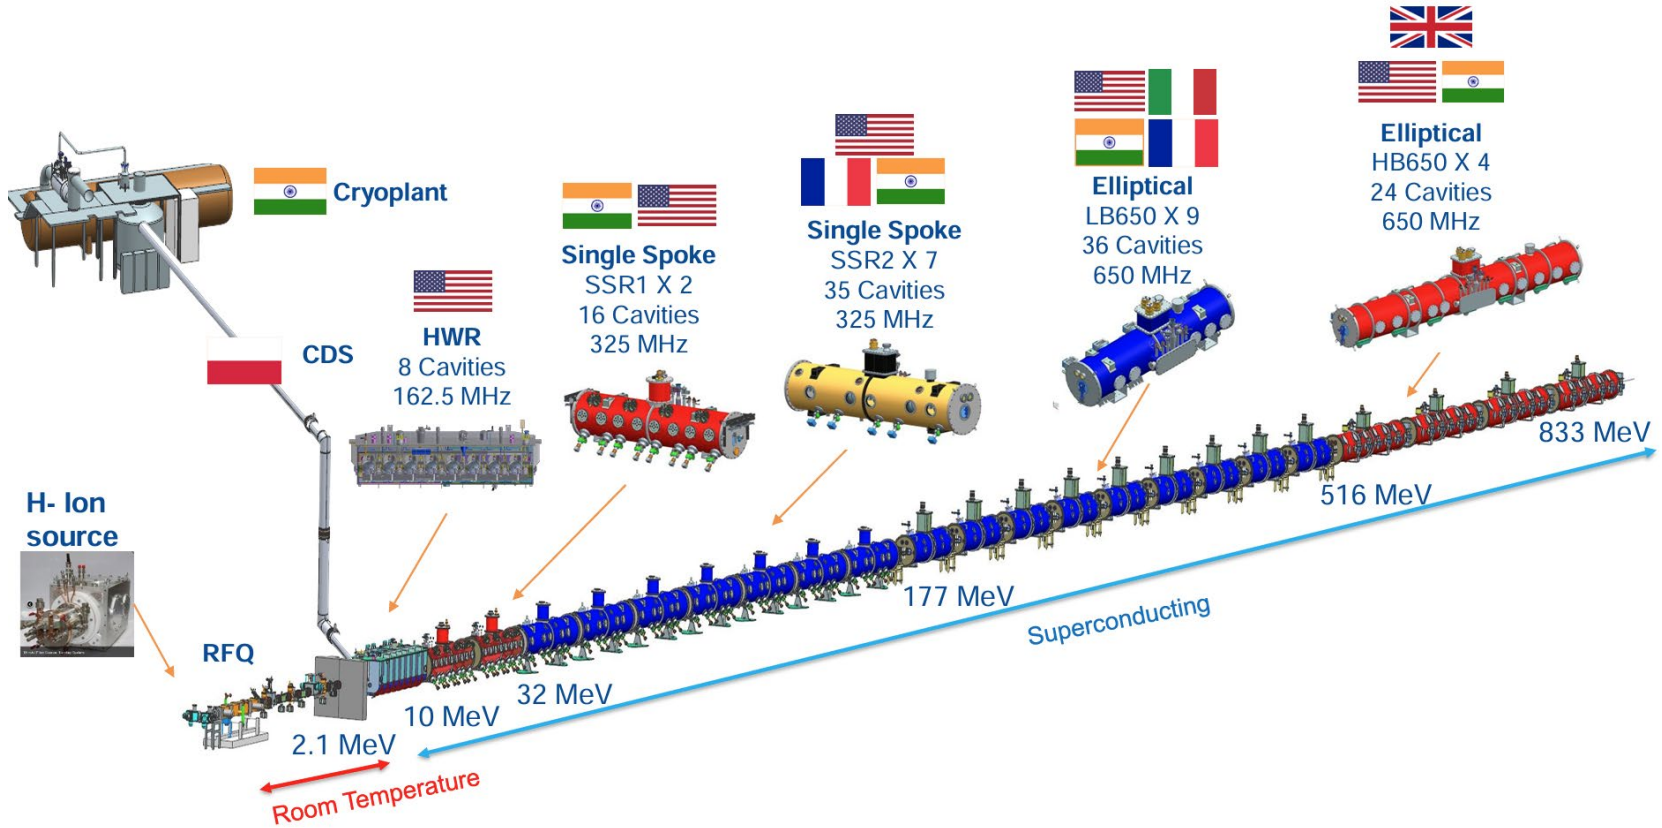 Cryoplant
CDS
H- Ion
source
RFQ
HWR
8 Cavities
162.5 MHz
Single Spoke
SSR1 X 2
16 Cavities
325 MHz
Single Spoke
SSR2 X 7
35 Cavities
325 MHz
Elliptical
LB650 X 9
36 Cavities
650 MHz
Elliptical
HB650 X 4
24 Cavities
650 MHz
2.1 MeV
10 MeV
32 MeV
177 MeV
516 MeV
833 MeV
Room Temperature
Superconducting